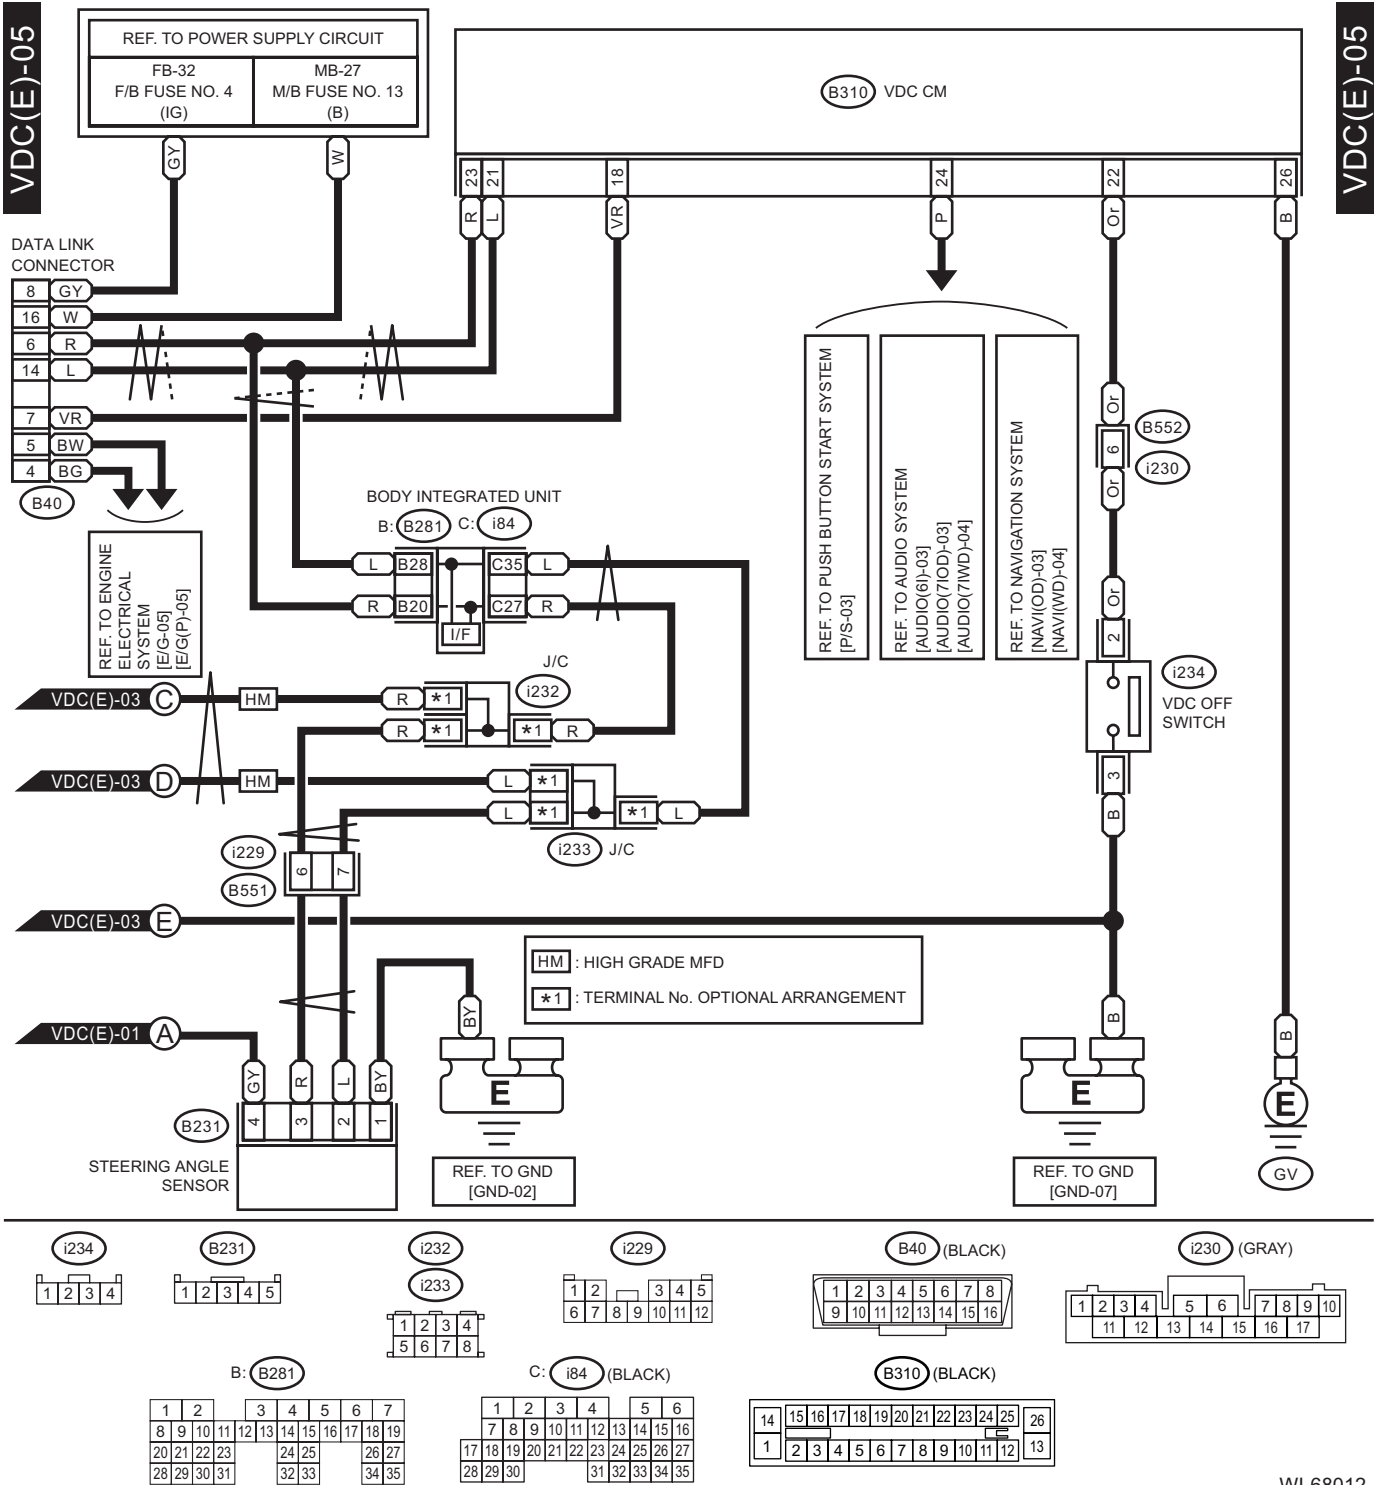 VDC(E)-05
VDC(E)-05
REF. TO POWER SUPPLY CIRCUIT
FB-32
F/B FUSE NO. 4
(IG)
MB-27
M/B FUSE NO. 13
(B)
B310 VDC CM
GY W
23 21 18 24 22 26
R L VR P Or B
DATA LINK
CONNECTOR
8 GY
16 W
6 R
14 L
7 VR
5 BW
4 BG
B40
REF. TO ENGINE
ELECTRICAL
SYSTEM
[E/G-05]
[E/G(P)-05]
REF. TO PUSH BUTTON START SYSTEM
[P/S-03]
REF. TO AUDIO SYSTEM
[AUDIO(6I)-03]
[AUDIO(7IOD)-03]
[AUDIO(7IWD)-04]
REF. TO NAVIGATION SYSTEM
[NAVI(OD)-03]
[NAVI(WD)-04]
Or
6
B552
i230
Or
Or
2
i234
VDC OFF
SWITCH
3
B
BODY INTEGRATED UNIT
B: B281 C: i84
L B28 C35 L
R B20 C27 R
I/F
J/C
i232
VDC(E)-03 C HM R *1
R *1 *1 R
VDC(E)-03 D HM L *1
L *1 *1 L
i233 J/C
i229
B551
6 7
VDC(E)-03 E
HM : HIGH GRADE MFD
*1 : TERMINAL No. OPTIONAL ARRANGEMENT
VDC(E)-01 A
BY
B
B
GY R L BY
B231
4 3 2 1
STEERING ANGLE
SENSOR
E
REF. TO GND
[GND-02]
E
REF. TO GND
[GND-07]
E
GV
i234
1 2 3 4
B231
1 2 3 4 5
i232
i233
1 2 3 4
5 6 7 8
i229
1 2 3 4 5
6 7 8 9 10 11 12
B40 (BLACK)
1 2 3 4 5 6 7 8
9 10 11 12 13 14 15 16
i230 (GRAY)
1 2 3 4 5 6 7 8 9 10
11 12 13 14 15 16 17
B: B281
1 2 3 4 5 6 7
8 9 10 11 12 13 14 15 16 17 18 19
20 21 22 23 24 25 26 27
28 29 30 31 32 33 34 35
C: i84 (BLACK)
1 2 3 4 5 6
7 8 9 10 11 12 13 14 15 16
17 18 19 20 21 22 23 24 25 26 27
28 29 30 31 32 33 34 35
B310 (BLACK)
14 15 16 17 18 19 20 21 22 23 24 25 26
1 2 3 4 5 6 7 8 9 10 11 12 13